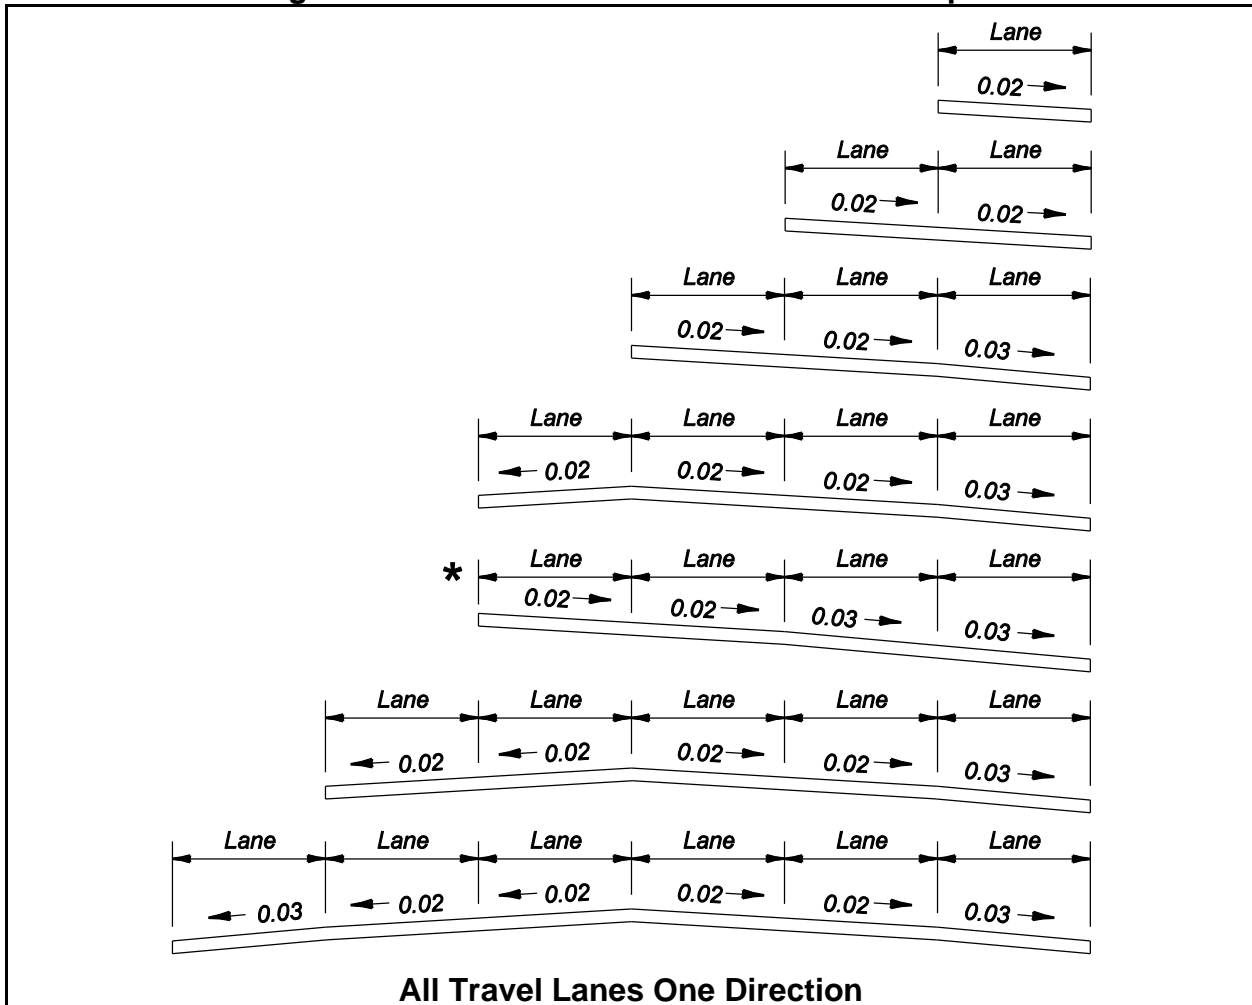 Lane
0.02
Lane Lane
0.02 0.02
Lane Lane Lane
0.02 0.02 0.03
Lane Lane Lane Lane
0.02 0.02 0.02 0.03
* Lane Lane Lane Lane
0.02 0.02 0.03 0.03
Lane Lane Lane Lane Lane
0.02 0.02 0.02 0.02 0.03
Lane Lane Lane Lane Lane Lane
0.03 0.02 0.02 0.02 0.02 0.03
All Travel Lanes One Direction